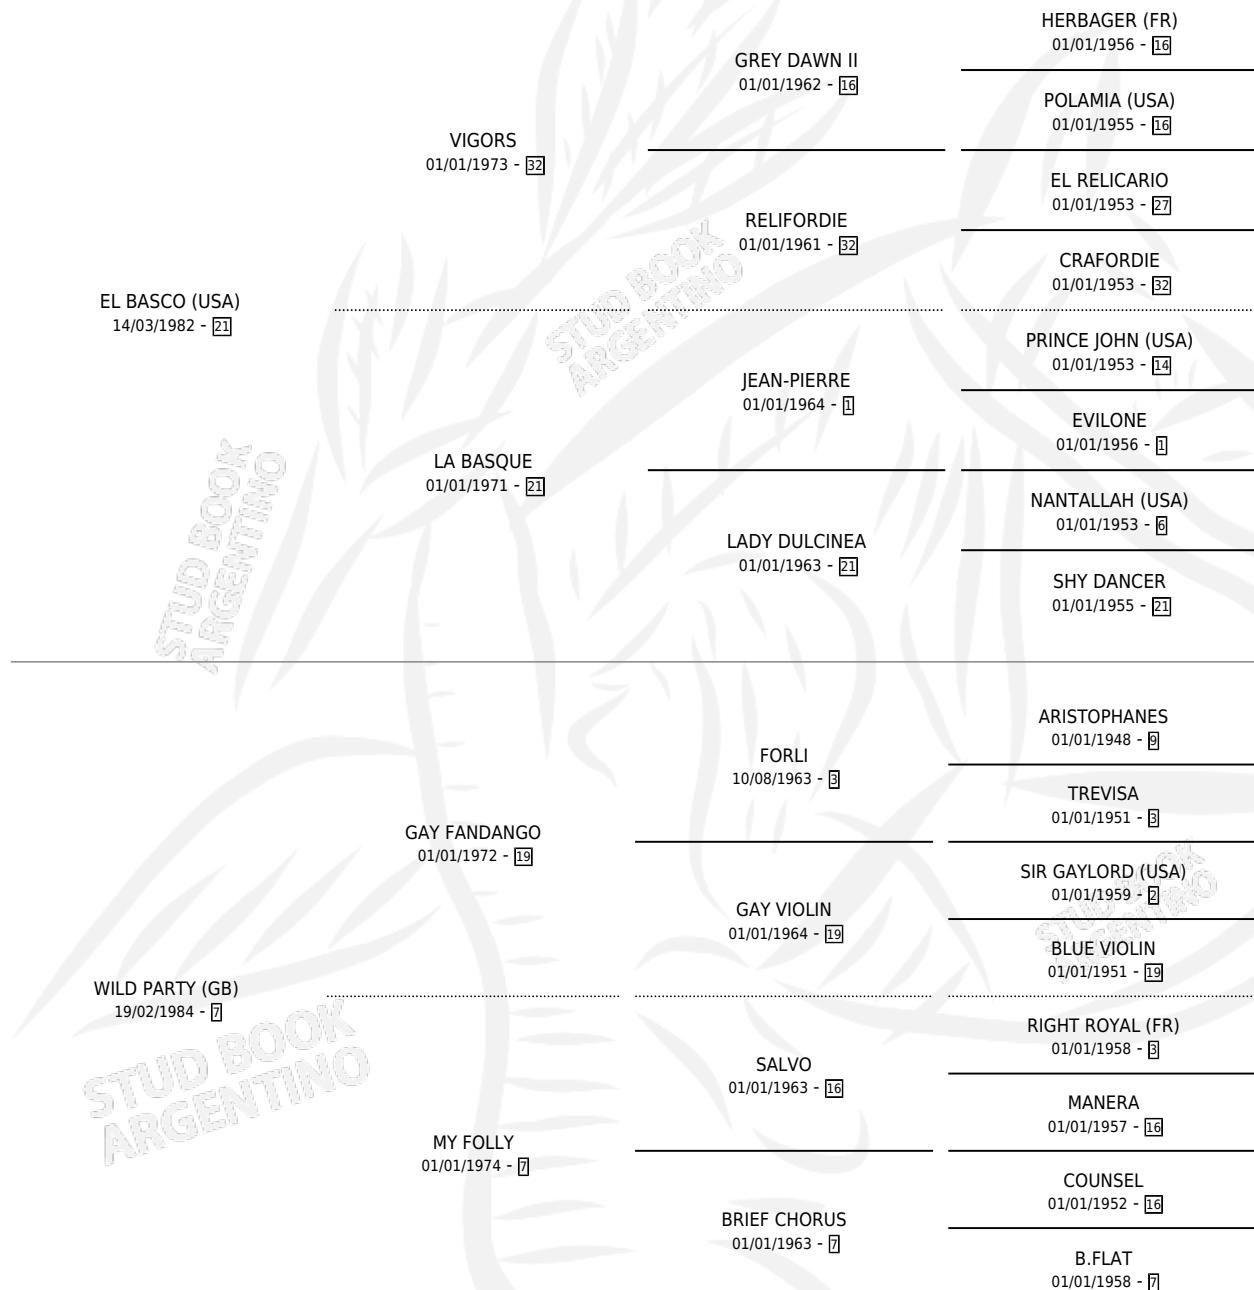 HERBAGER (FR)
01/01/1956 - 16
GREY DAWN II
01/01/1962 - 16
POLAMIA (USA)
01/01/1955 - 16
VIGORS
01/01/1973 - 32
EL RELICARIO
01/01/1953 - 27
RELIFORDIE
01/01/1961 - 32
CRAFORDIE
01/01/1953 - 32
EL BASCO (USA)
14/03/1982 - 21
STUD BOOK
ARGENTINO
PRINCE JOHN (USA)
01/01/1953 - 14
JEAN-PIERRE
01/01/1964 - 1
EVILONE
01/01/1956 - 1
LA BASQUE
01/01/1971 - 21
NANTALLAH (USA)
01/01/1953 - 6
LADY DULCINEA
01/01/1963 - 21
SHY DANCER
01/01/1955 - 21
STUD BOOK
ARGENTINO
ARISTOPHANES
01/01/1948 - 9
FORLI
10/08/1963 - 3
TREVISA
01/01/1951 - 3
GAY FANDANGO
01/01/1972 - 19
SIR GAYLORD (USA)
01/01/1959 - 2
GAY VIOLIN
01/01/1964 - 19
STUD BOOK
ARGENTINO
BLUE VIOLIN
01/01/1951 - 19
WILD PARTY (GB)
19/02/1984 - 7
RIGHT ROYAL (FR)
01/01/1958 - 3
SALVO
01/01/1963 - 16
STUD BOOK
ARGENTINO
MANERA
01/01/1957 - 16
MY FOLLY
01/01/1974 - 7
COUNSEL
01/01/1952 - 16
BRIEF CHORUS
01/01/1963 - 7
B.FLAT
01/01/1958 - 7